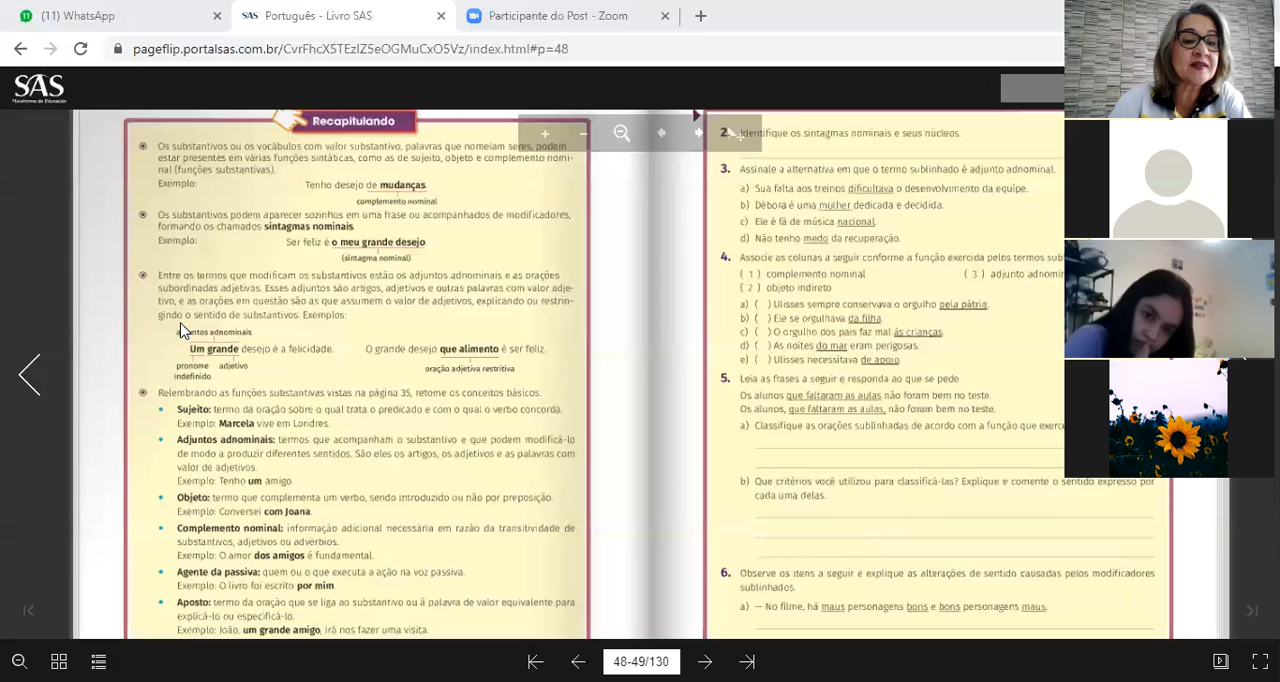 (11) WhatsApp
SAS Português - Livro SAS
Participante do Post - Zoom
pageflip.portalsas.com.br/CvrFhcX5TEzIZ5eOGMuCxO5Vz/index.html#p=48
SAS
Plataforma de Educação
Recapitulando
Os substantivos ou os vocábulos com valor substantivo, palavras que nomeiam seres, podem
estar presentes em várias funções sintáticas, como as de sujeito, objeto e complemento nomi-
nal (funções substantivas).
Exemplo: Tenho desejo de mudanças.
complemento nominal
Os substantivos podem aparecer sozinhos em uma frase ou acompanhados de modificadores,
formando os chamados sintagmas nominais.
Exemplo: Ser feliz é o meu grande desejo.
(sintagma nominal)
Entre os termos que modificam os substantivos estão os adjuntos adnominais e as orações
subordinadas adjetivas. Esses adjuntos são artigos, adjetivos e outras palavras com valor adje-
tivo, e as orações em questão são as que assumem o valor de adjetivos, explicando ou restrin-
gindo o sentido de substantivos. Exemplos:
adjuntos adnominais
Um grande desejo é a felicidade. O grande desejo que alimento é ser feliz.
pronome adjetivo oração adjetiva restritiva
indefinido
Relembrando as funções substantivas vistas na página 35, retome os conceitos básicos.
Sujeito: termo da oração sobre o qual trata o predicado e com o qual o verbo concorda.
Exemplo: Marcela vive em Londres.
Adjuntos adnominais: termos que acompanham o substantivo e que podem modificá-lo
de modo a produzir diferentes sentidos. São eles os artigos, os adjetivos e as palavras com
valor de adjetivos.
Exemplo: Tenho um amigo.
Objeto: termo que complementa um verbo, sendo introduzido ou não por preposição.
Exemplo: Conversei com Joana.
Complemento nominal: informação adicional necessária em razão da transitividade de
substantivos, adjetivos ou advérbios.
Exemplo: O amor dos amigos é fundamental.
Agente da passiva: quem ou o que executa a ação na voz passiva.
Exemplo: O livro foi escrito por mim.
Aposto: termo da oração que se liga ao substantivo ou à palavra de valor equivalente para
explicá-lo ou especificá-lo.
Exemplo: João, um grande amigo, irá nos fazer uma visita.
2. Identifique os sintagmas nominais e seus núcleos.
3. Assinale a alternativa em que o termo sublinhado é adjunto adnominal.
a) Sua falta aos treinos dificultava o desenvolvimento da equipe.
b) Débora é uma mulher dedicada e decidida.
c) Ele é fã de música nacional.
d) Não tenho medo da recuperação.
4. Associe as colunas a seguir conforme a função exercida pelos termos sub
( 1 ) complemento nominal ( 3 ) adjunto adnomin
( 2 ) objeto indireto
a) ( ) Ulisses sempre conservava o orgulho pela pátria.
b) ( ) Ele se orgulhava da filha.
c) ( ) O orgulho dos pais faz mal às crianças.
d) ( ) As noites do mar eram perigosas.
e) ( ) Ulisses necessitava de apoio.
5. Leia as frases a seguir e responda ao que se pede.
Os alunos que faltaram as aulas não foram bem no teste.
Os alunos, que faltaram as aulas, não foram bem no teste.
a) Classifique as orações sublinhadas de acordo com a função que exerce
b) Que critérios você utilizou para classificá-las? Explique e comente o sentido expresso por
cada uma delas.
6. Observe os itens a seguir e explique as alterações de sentido causadas pelos modificadores
sublinhados.
a) — No filme, há maus personagens bons e bons personagens maus.
48-49/130